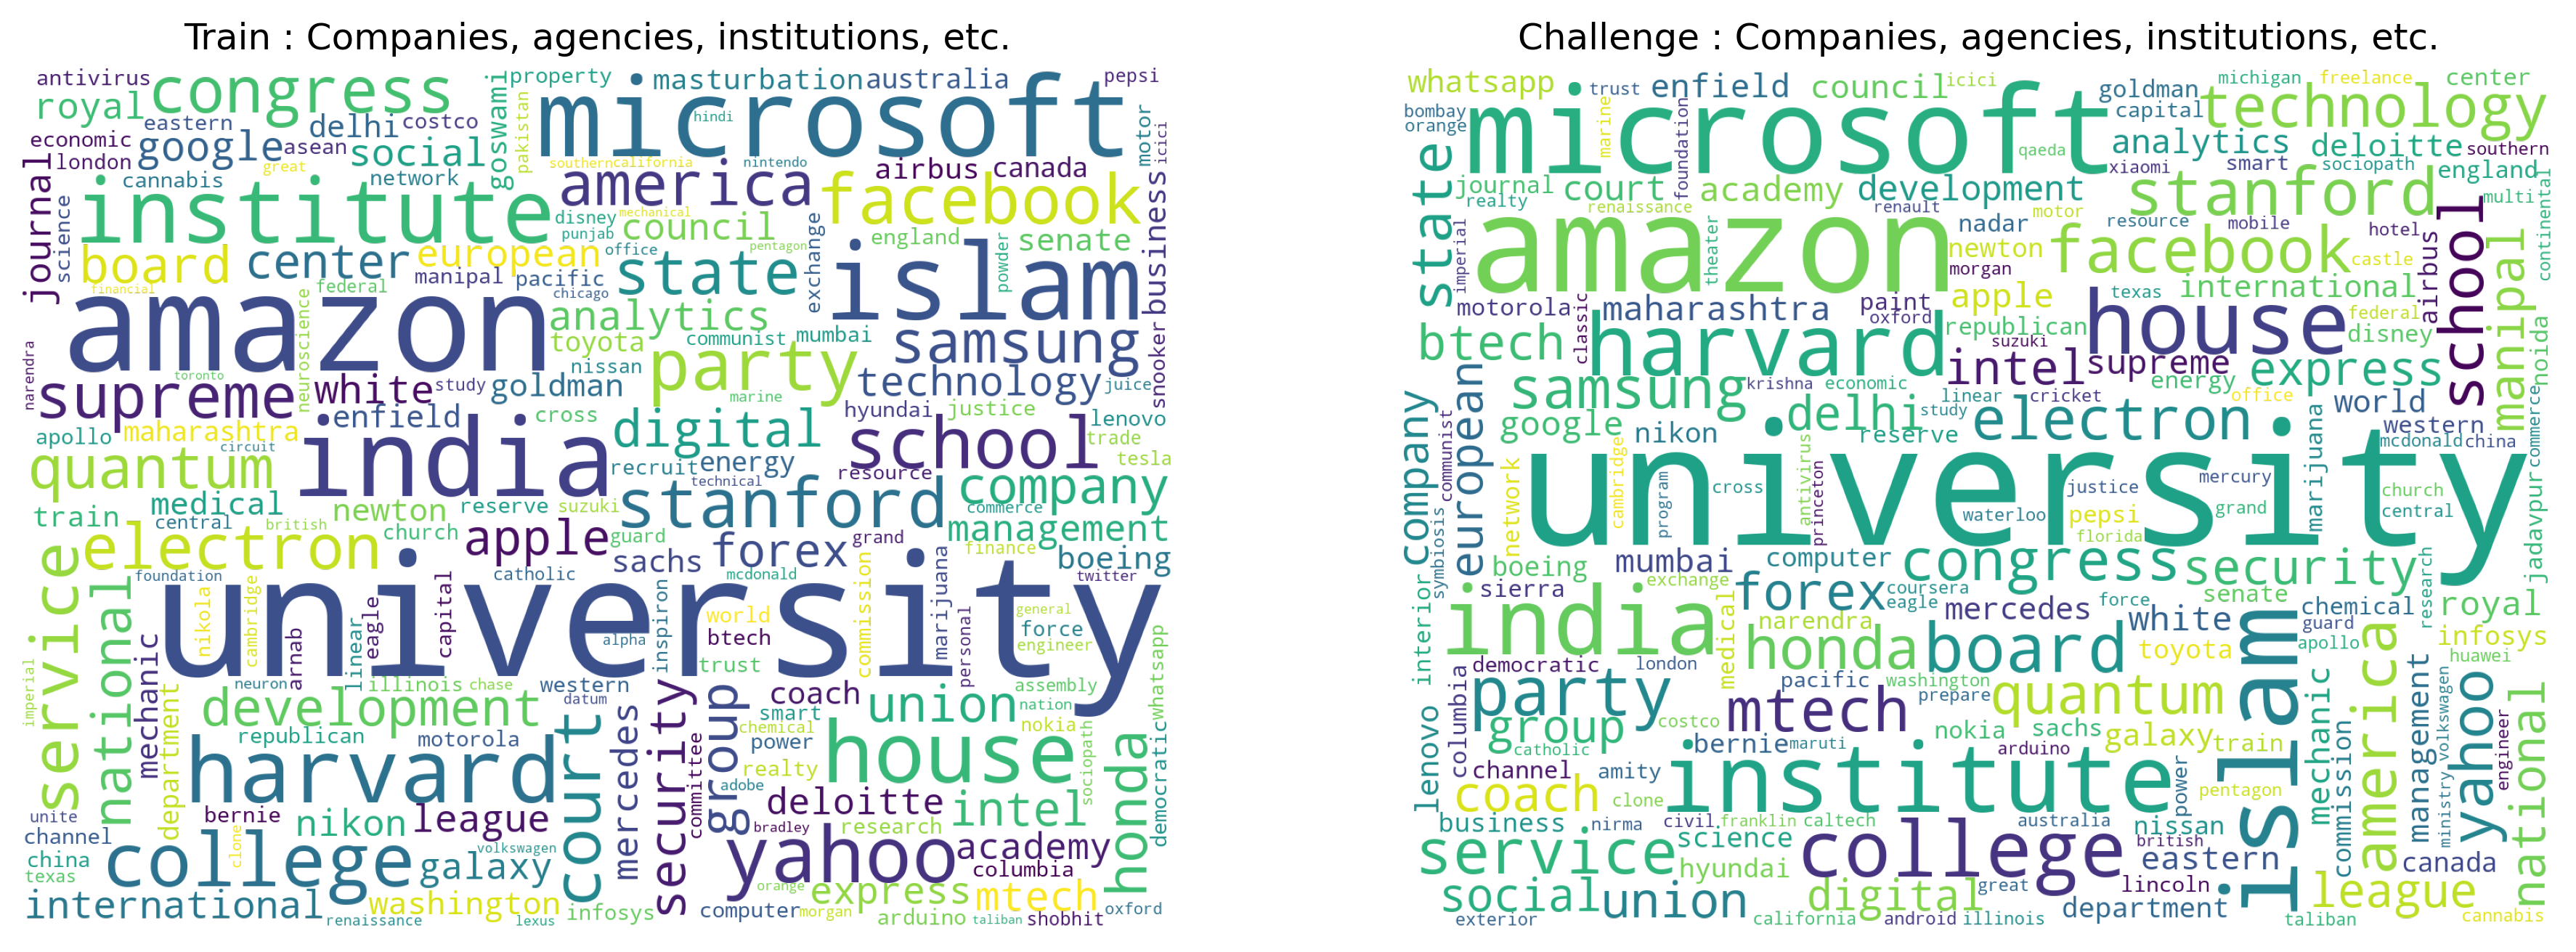 Train : Companies, agencies, institutions, etc.
antivirus congress property masturbation australia pepsi
royal goswami pakistan microsoft hindi motor
economic eastern delhi costco
london google asean social southern california nintendo icici
journal great network america airbus canada business
science cannabis institute disney mechanical facebook
punjab council exchange england senate
board center european office pentagon islam powder
financial federal manipal pacific state
amazon chicago analytics samsung snooker
neuroscience toyota communist mumbai
narendra toronto nissan party technology juice
supreme white study goldman marine
enfield cross hyundai justice lenovo
apollo maharashtra india digital school trade
circuit recruit energy tesla
quantum technical resource
medical stanford company
train central newton reserve suzuki commerce
british church guard management
electron apple forex grand finance boeing
service sachs
national foundation catholic mcdonald twitter
university
nikola cambridge eagle capital inspiron world commission marijuana general
arnab linear alpha btech personal force
mechanic trust engineer whatsapp
neuron illinois chase western coach assembly
imperial department development datum security group smart union nation
republican motorola mercedes chemical nokia democratic
harvard court committee power house sociopath
realty honda
adobe deloitte intel
unite bernie nikon league
channel clone bradley research
china college volkswagen yahoo academy
texas galaxy columbia
international washington orange express mtech
infosys computer morgan oxford
renaissance lexus arduino taliban shobhit
Challenge : Companies, agencies, institutions, etc.
whatsapp trust enfield council icici goldman michigan freelance center
bombay microsoft marine foundation capital technology
orange qaeda analytics deloitte southern
state journal court academy development xiaomi smart sociopath england
realty renaissance renault stanford multi
amazon nadar motor resource mobile hotel school continental
imperial theater newton facebook castle manipal
morgan airbus
motorola maharashtra paint apple texas international
classic oxford house federal
btech harvard republican disney noida
suzuki intel supreme express
company samsung krishna economic energy
european delhi study linear cricket office world commerce
google electron western
communist nikon reserve mcdonald china
network cambridge university marijuana
antivirus cross justice mercury church
symbiosis program princeton waterloo pepsi grand central jadavpur
florida
mumbai computer congress security
boeing exchange coursera research
interior sierra forex eagle mercedes force senate chemical royal
india narendra white guard
medical honda board islam america infosys
columbia democratic london toyota apollo huawei
party pacific washington
lenovo mtech prepare quantum mechanic management yahoo national
group costco nokia sachs galaxy train commission
catholic bernie maruti arduino volkswagen engineer
channel amity institute power
coach clone pentagon ministry
business nirma civil franklin caltech australia nissan
service science college british
hyundai eastern canada
social union digital great lincoln league
department
exterior california android illinois taliban cannabis